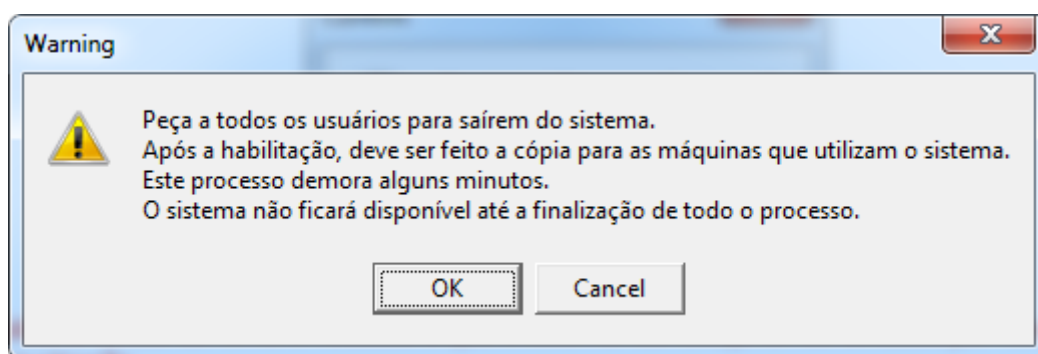 Warning
Peça a todos os usuários para saírem do sistema.
Após a habilitação, deve ser feito a cópia para as máquinas que utilizam o sistema.
Este processo demora alguns minutos.
O sistema não ficará disponível até a finalização de todo o processo.
OK Cancel